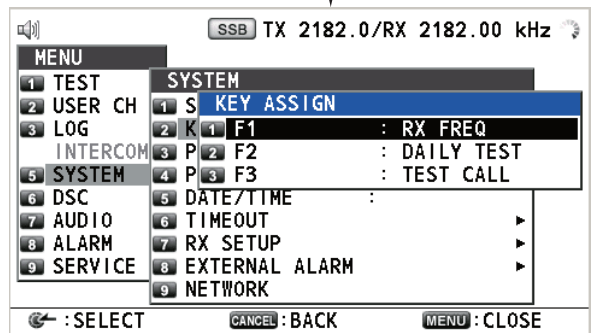 SSB TX 2182.0/RX 2182.00 kHz
MENU
1 TEST
2 USER CH
3 LOG
INTERCOM
5 SYSTEM
6 DSC
7 AUDIO
8 ALARM
9 SERVICE
SYSTEM
1 S
2 K
3 P
4 P
5 DATE/TIME :
6 TIMEOUT ▶
7 RX SETUP ▶
8 EXTERNAL ALARM ▶
9 NETWORK
KEY ASSIGN
1 F1 : RX FREQ
2 F2 : DAILY TEST
3 F3 : TEST CALL
:SELECT CANCEL :BACK MENU :CLOSE